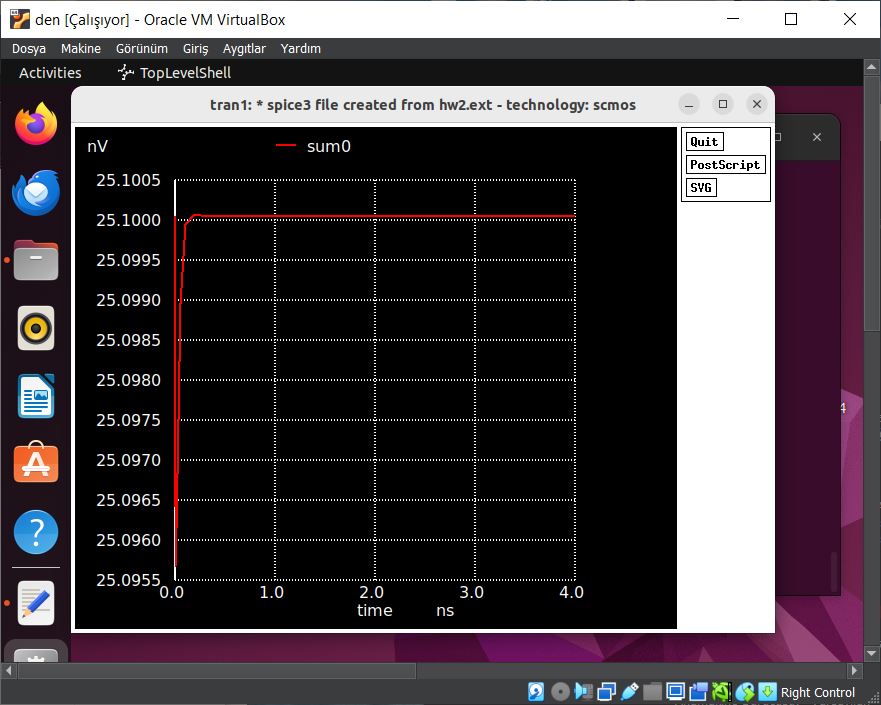 den [Çalışıyor] - Oracle VM VirtualBox
Dosya Makine Görünüm Giriş Aygıtlar Yardım
Activities TopLevelShell
tran1: * spice3 file created from hw2.ext - technology: scmos
nV sum0
Quit
PostScript
SVG
25.1005
25.1000
25.0995
25.0990
25.0985
25.0980
25.0975
25.0970
25.0965
25.0960
25.0955
0.0 1.0 2.0 3.0 4.0
time ns
4
Right Control